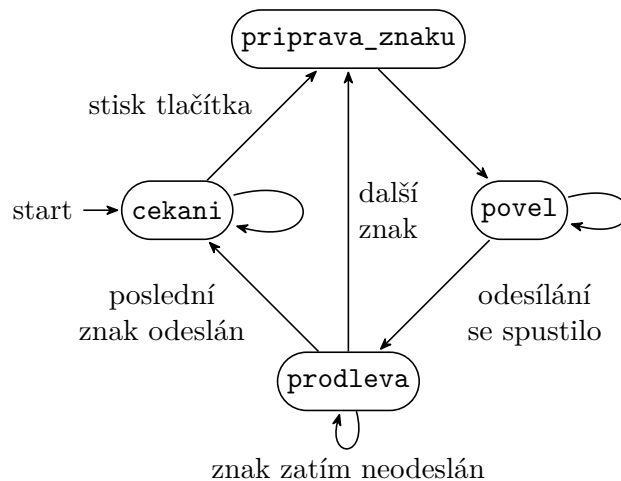 priprava_znaku
stisk tlačítka
start
cekani
další
znak
povel
poslední
znak odeslán
odesílání
se spustilo
prodleva
znak zatím neodeslán